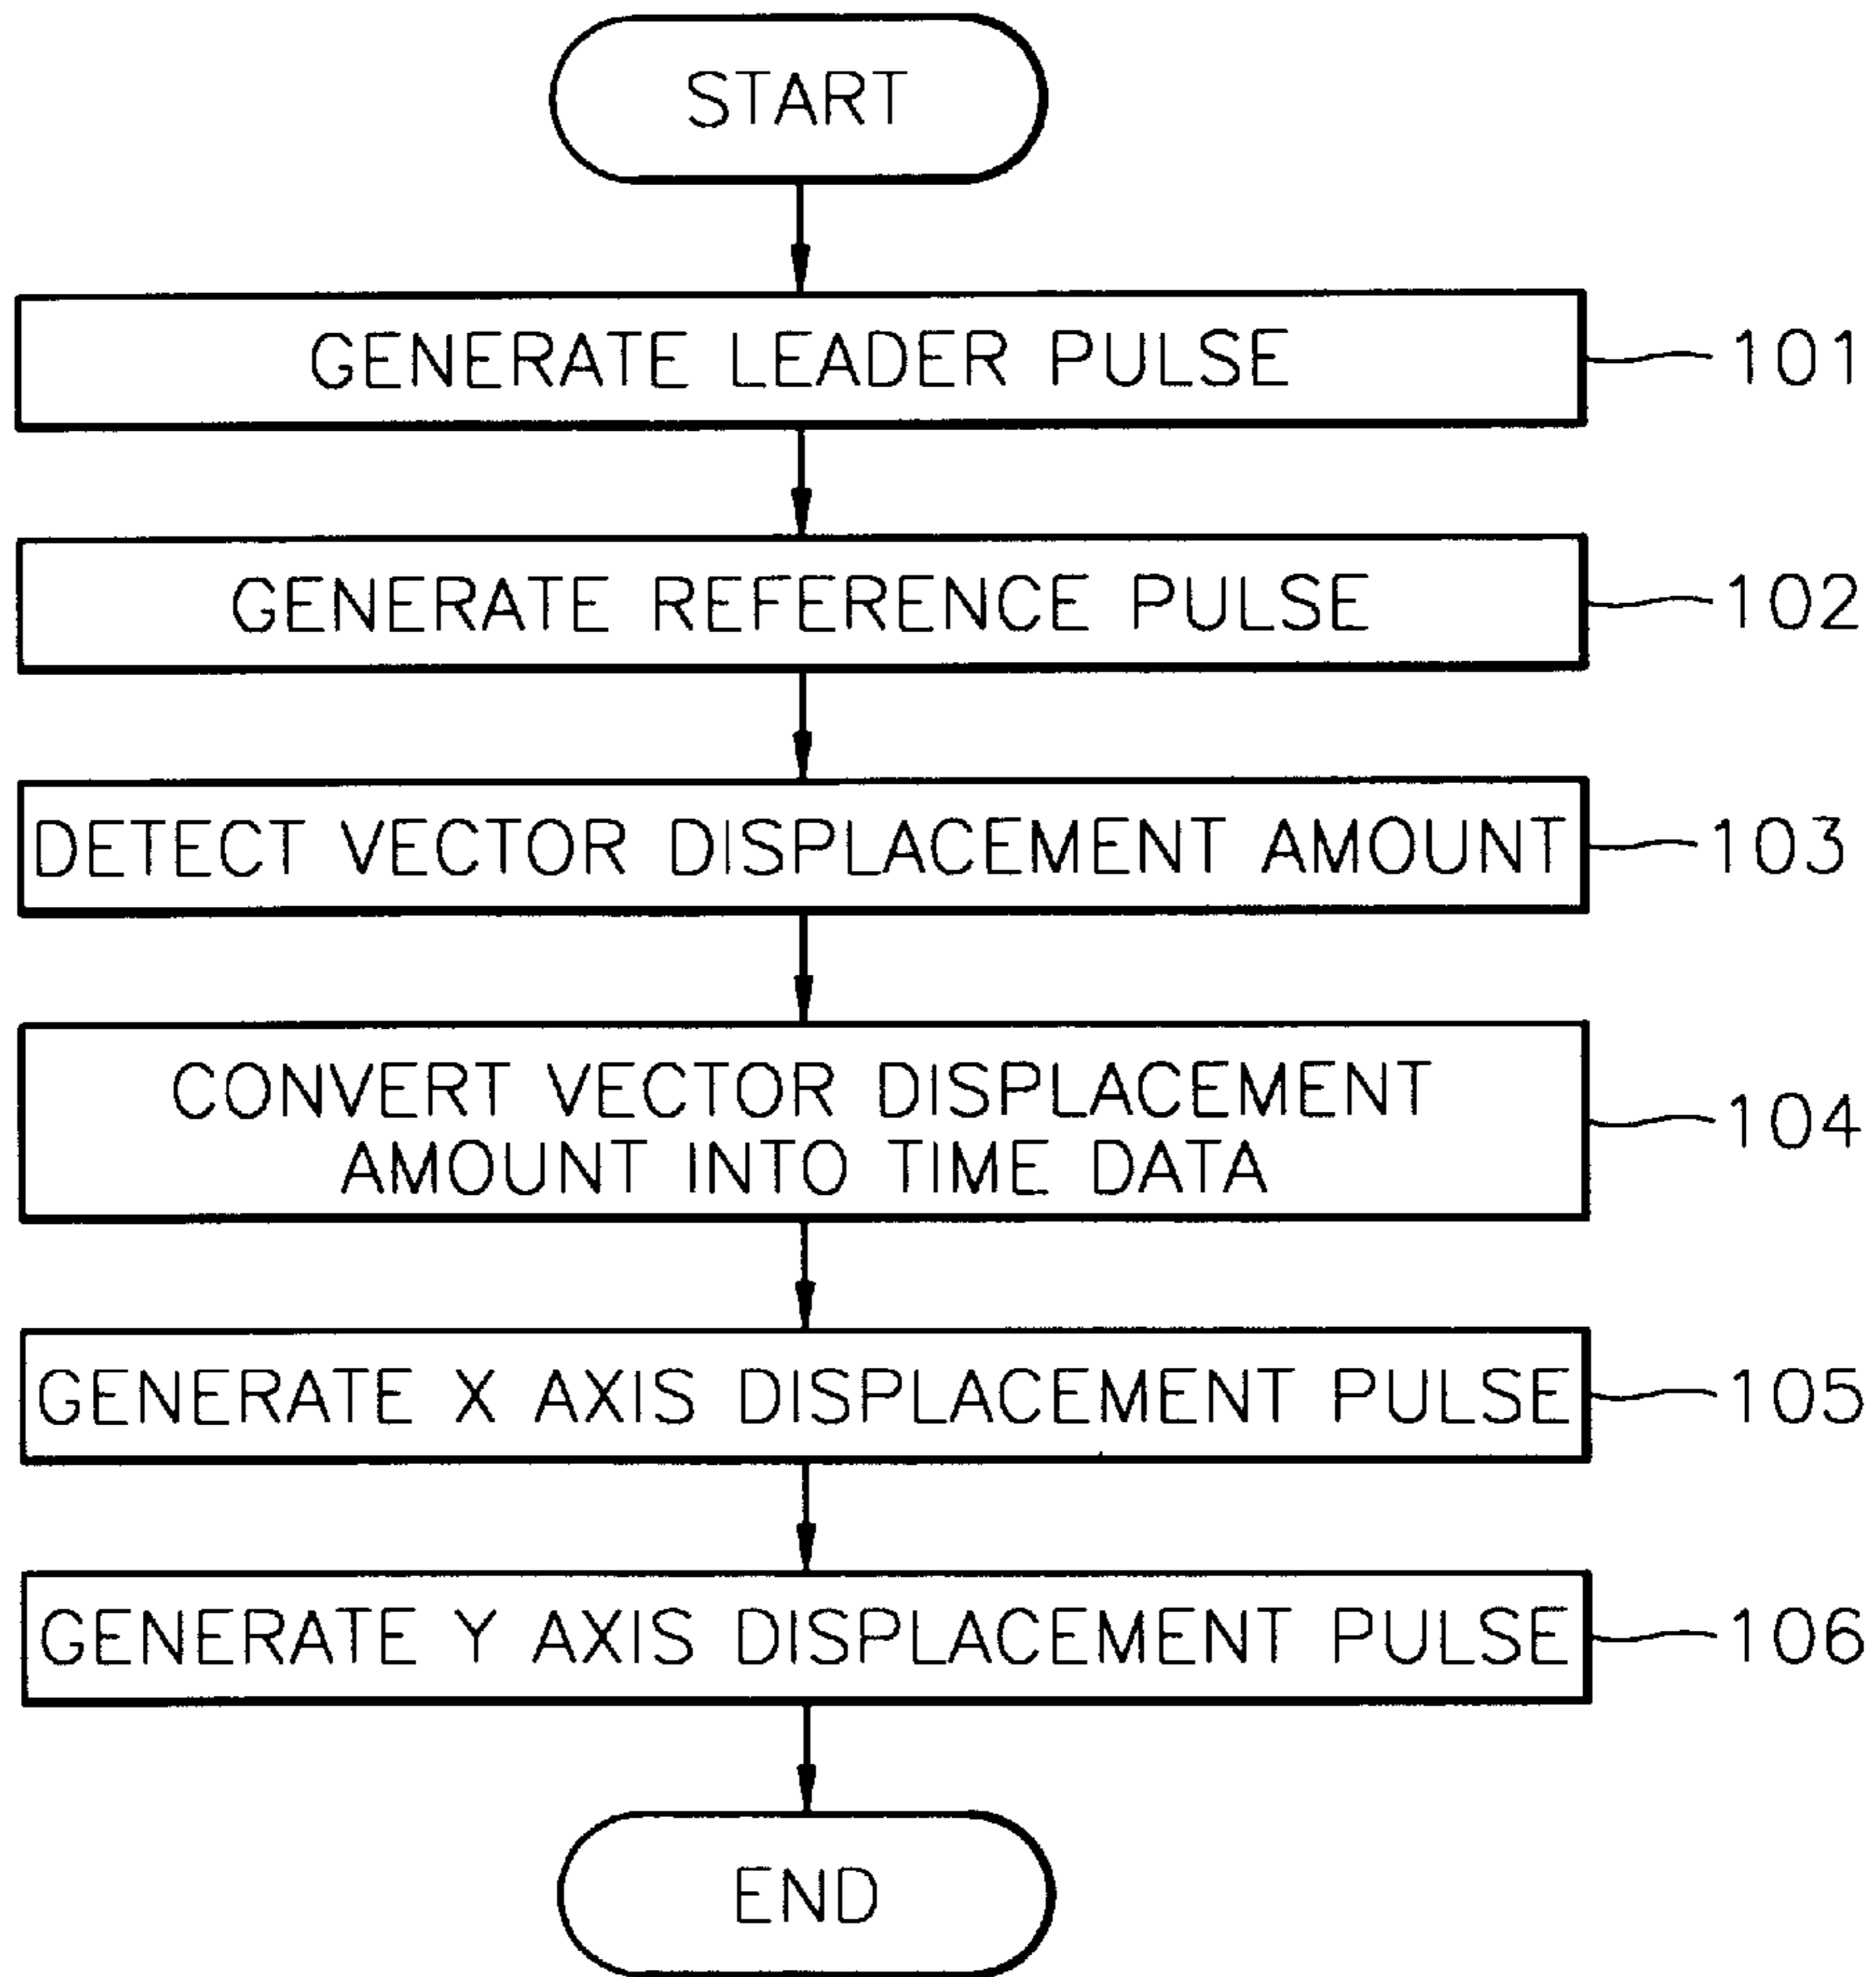 START
GENERATE LEADER PULSE
101
GENERATE REFERENCE PULSE
102
DETECT VECTOR DISPLACEMENT AMOUNT
103
CONVERT VECTOR DISPLACEMENT
AMOUNT INTO TIME DATA
104
GENERATE X AXIS DISPLACEMENT PULSE
105
GENERATE Y AXIS DISPLACEMENT PULSE
106
END